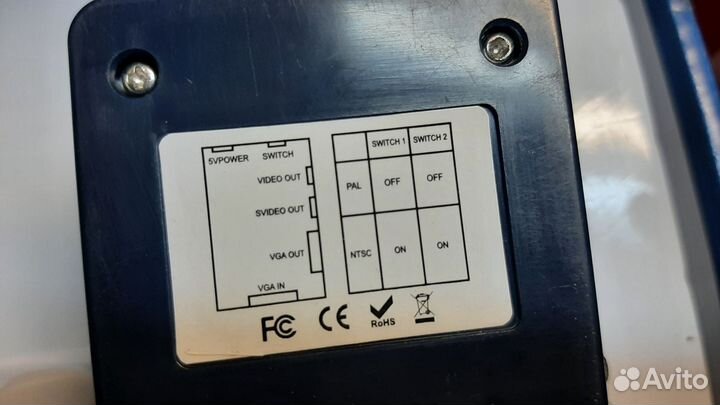 5VPOWER SWITCH
VIDEO OUT
SVIDEO OUT
VGA OUT
VGA IN
SWITCH 1 SWITCH 2
PAL OFF OFF
NTSC ON ON
FC CE RoHS
Avito